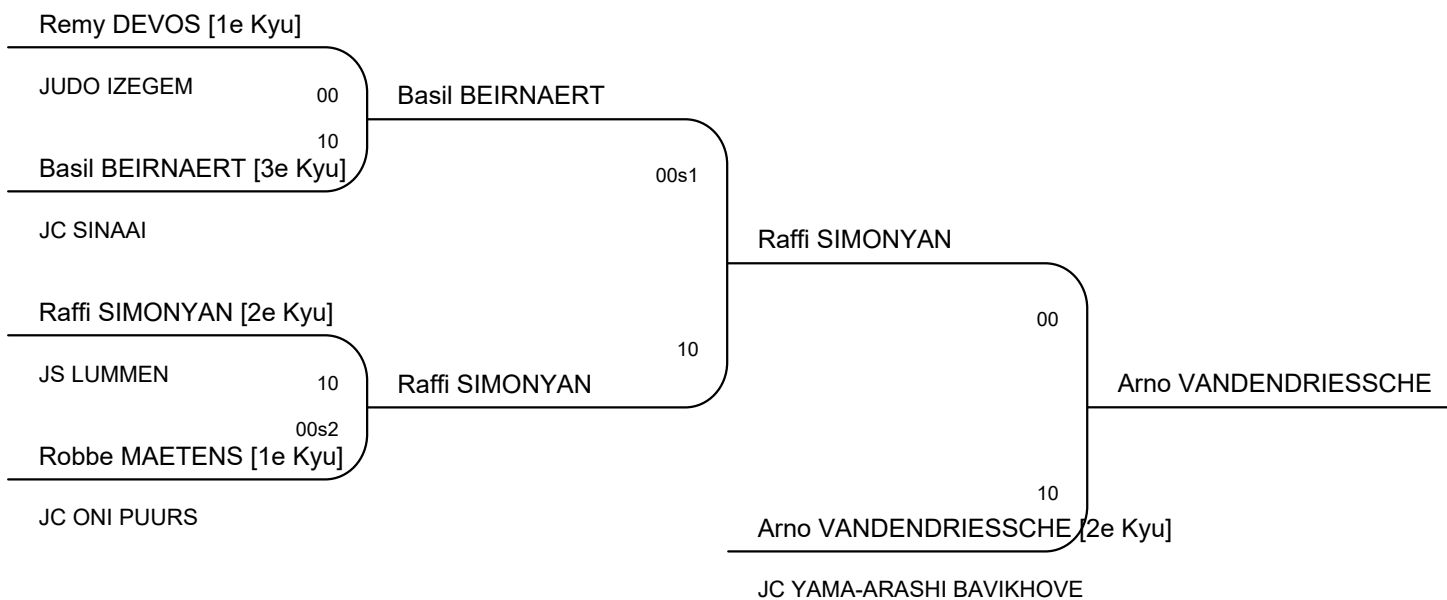 Remy DEVOS [1e Kyu]
JUDO IZEGEM
00
10
Basil BEIRNAERT [3e Kyu]
JC SINAAI
Raffi SIMONYAN [2e Kyu]
JS LUMMEN
10
00s2
Robbe MAETENS [1e Kyu]
JC ONI PUURS
Basil BEIRNAERT
00s1
10
Raffi SIMONYAN
Raffi SIMONYAN
00
10
Arno VANDENDRIESSCHE [2e Kyu]
JC YAMA-ARASHI BAVIKHOVE
Arno VANDENDRIESSCHE